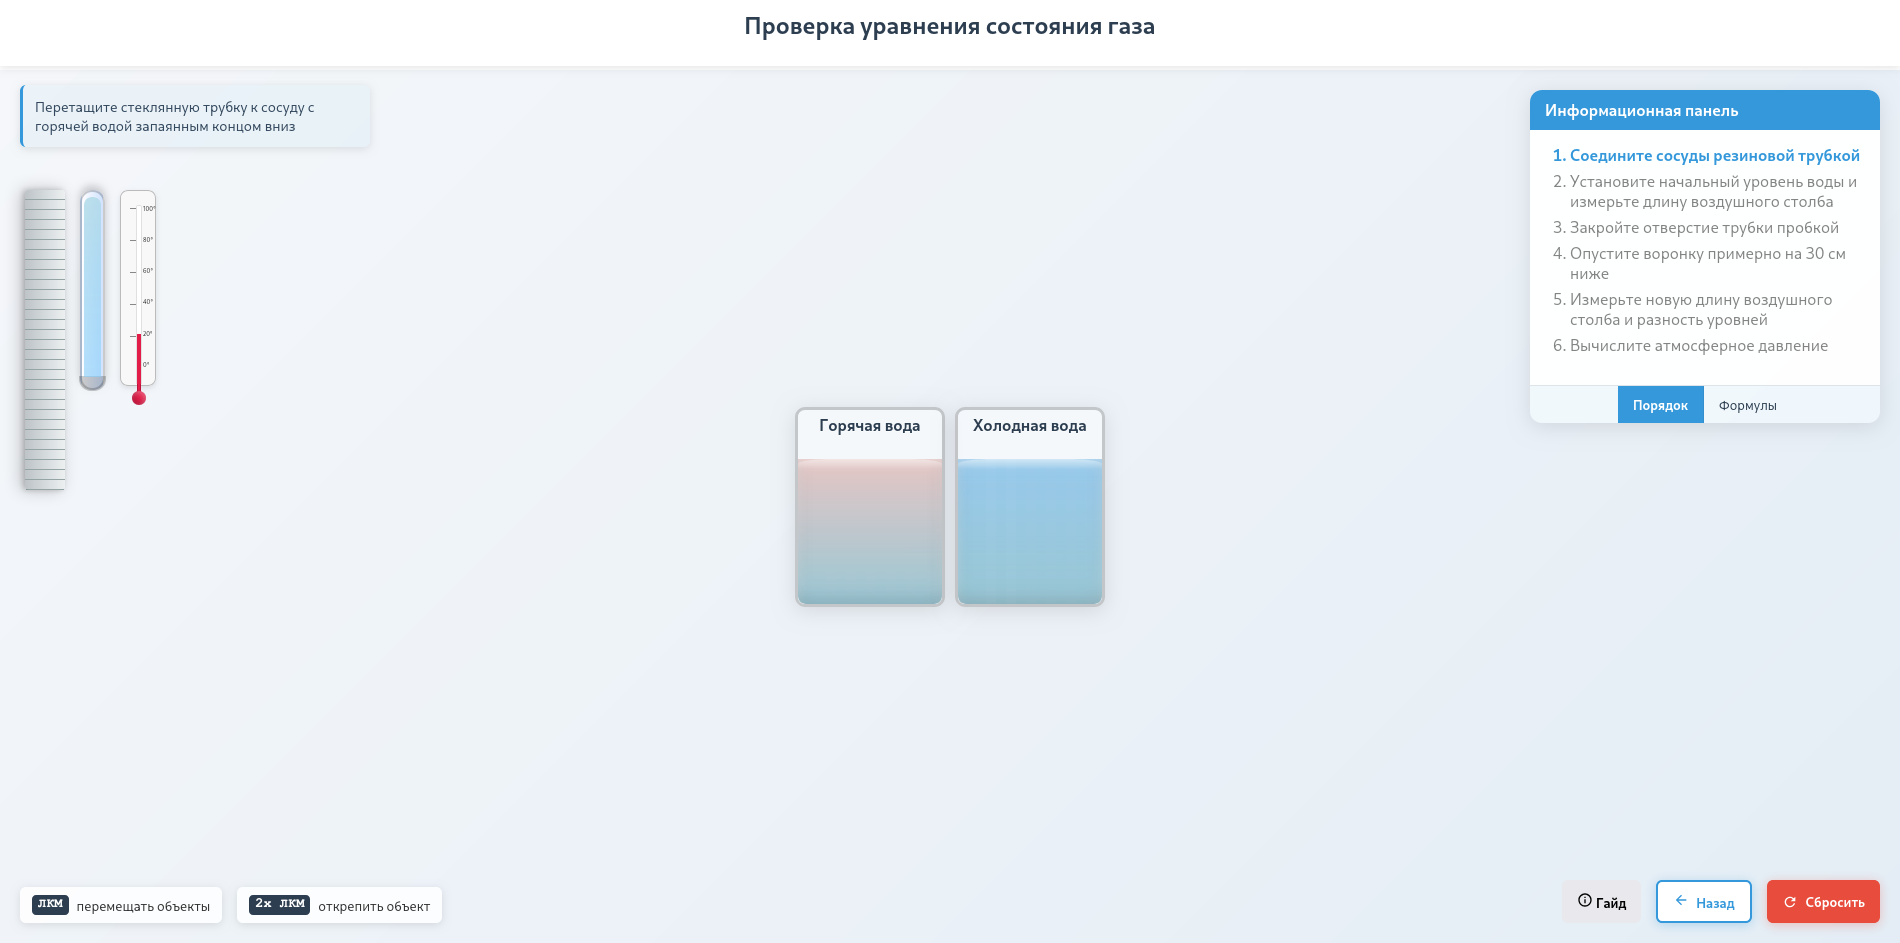 Проверка уравнения состояния газа
Перетащите стеклянную трубку к сосуду с
горячей водой запаянным концом вниз
100°
80°
60°
40°
20°
0°
Горячая вода
Холодная вода
Информационная панель
1. Соедините сосуды резиновой трубкой
2. Установите начальный уровень воды и
измерьте длину воздушного столба
3. Закройте отверстие трубки пробкой
4. Опустите воронку примерно на 30 см
ниже
5. Измерьте новую длину воздушного
столба и разность уровней
6. Вычислите атмосферное давление
Порядок
Формулы
ЛКМ перемещать объекты
2x ЛКМ открепить объект
Гайд
Назад
Сбросить